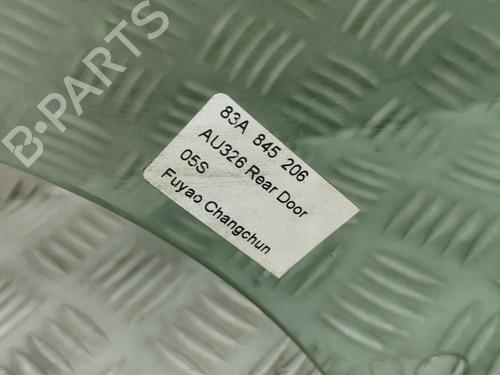 B-PARTS
83A 845 206
AU326 Rear Door
05S
Fuyao Changchun